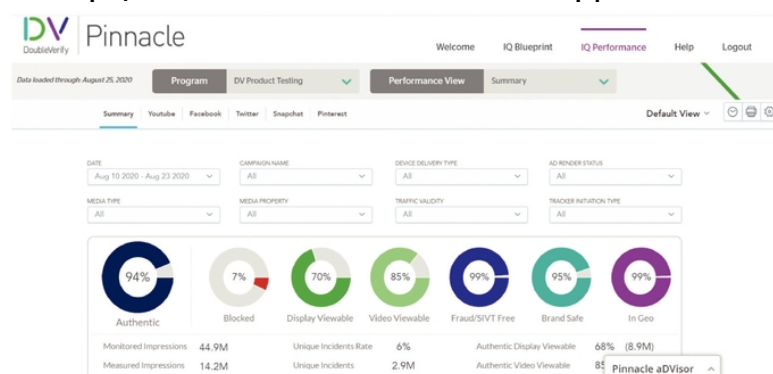 DV Pinnacle
DoubleVerify
Welcome IQ Blueprint IQ Performance Help Logout
Data loaded through: August 25, 2020 Program DV Product Testing Performance View Summary
Summary Youtube Facebook Twitter Snapchat Pinterest Default View
DATE CAMPAIGN NAME DEVICE DELIVERY TYPE AD RENDER STATUS
Aug 10 2020 - Aug 23 2020 All All All
MEDIA TYPE MEDIA PROPERTY TRAFFIC VALIDITY TRACKER INITIATION TYPE
All All All All
94% 7% 70% 85% 99% 95% 99%
Authentic Blocked Display Viewable Video Viewable Fraud/SIVT Free Brand Safe In Geo
Monitored Impressions 44.9M Unique Incidents Rate 6% Authentic Display Viewable 68% (8.9M)
Measured Impressions 14.2M Unique Incidents 2.9M Authentic Video Viewable
Pinnacle aDVisor